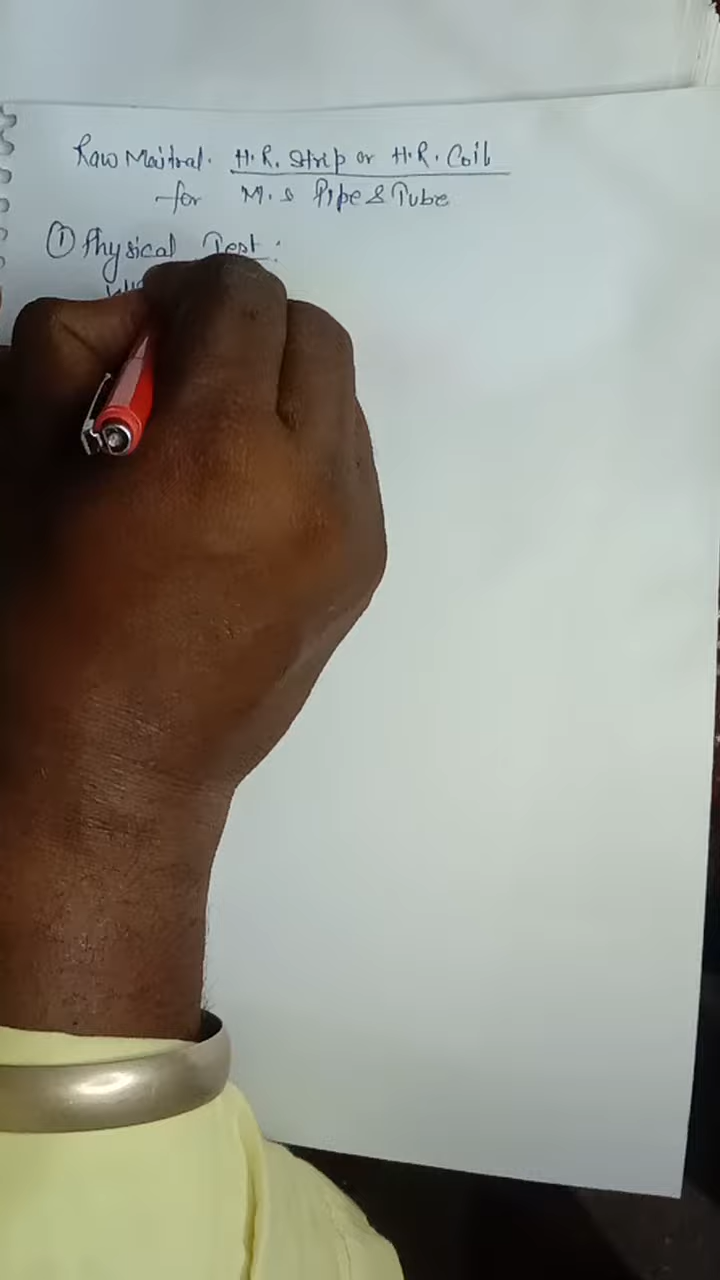 Raw Maitral. H.R. Strip or H.R. Coil
for M.s Pipe & Tube
① Physical Test: